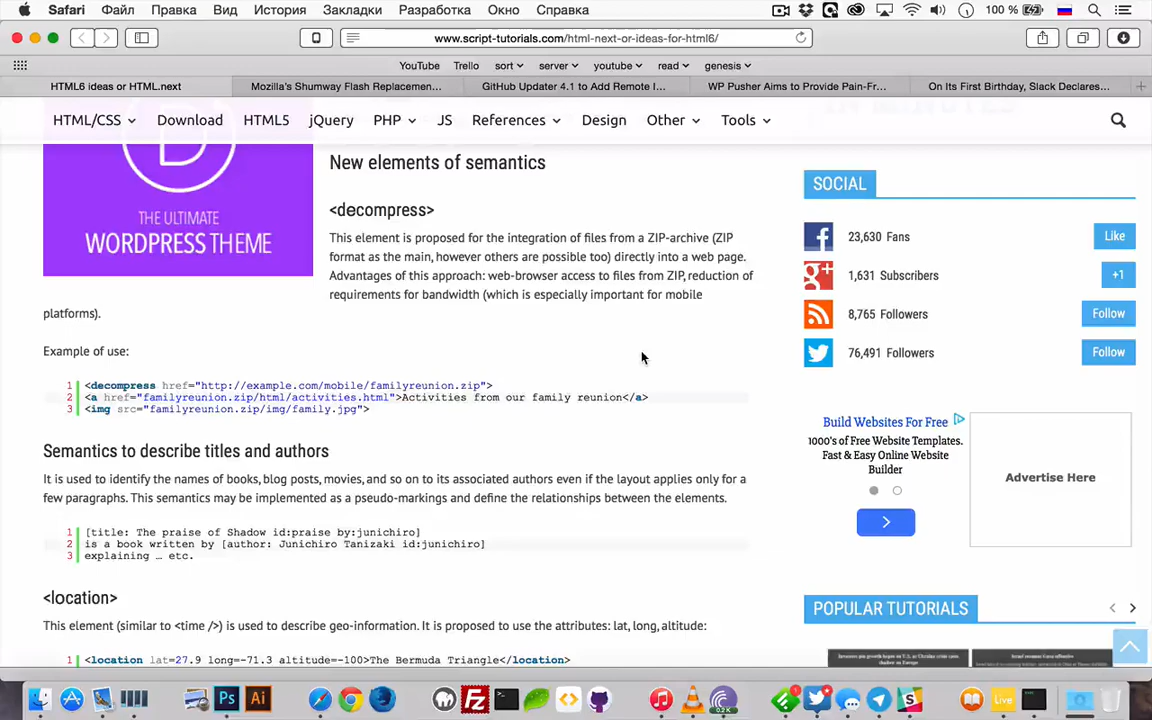 Safari Файл Правка Вид История Закладки Разработка Окно Справка 100 %
www.script-tutorials.com/html-next-or-ideas-for-html6/
YouTube Trello sort server youtube read genesis
HTML6 ideas or HTML.next Mozilla's Shumway Flash Replacemen... GitHub Updater 4.1 to Add Remote I... WP Pusher Aims to Provide Pain-Fr... On Its First Birthday, Slack Declares...
HTML/CSS Download HTML5 jQuery PHP JS References Design Other Tools
THE ULTIMATE
WORDPRESS THEME
New elements of semantics
<decompress>
This element is proposed for the integration of files from a ZIP-archive (ZIP
format as the main, however others are possible too) directly into a web page.
Advantages of this approach: web-browser access to files from ZIP, reduction of
requirements for bandwidth (which is especially important for mobile
platforms).
Example of use:
1 <decompress href="http://example.com/mobile/familyreunion.zip">
2 <a href="familyreunion.zip/html/activities.html">Activities from our family reunion</a>
3 <img src="familyreunion.zip/img/family.jpg">
Semantics to describe titles and authors
It is used to identify the names of books, blog posts, movies, and so on to its associated authors even if the layout applies only for a
few paragraphs. This semantics may be implemented as a pseudo-markings and define the relationships between the elements.
1 [title: The praise of Shadow id:praise by:junichiro]
2 is a book written by [author: Junichiro Tanizaki id:junichiro]
3 explaining … etc.
<location>
This element (similar to <time />) is used to describe geo-information. It is proposed to use the attributes: lat, long, altitude:
1 <location lat=27.9 long=-71.3 altitude=-100>The Bermuda Triangle</location>
SOCIAL
23,630 Fans Like
1,631 Subscribers +1
8,765 Followers Follow
76,491 Followers Follow
Build Websites For Free
1000's of Free Website Templates.
Fast & Easy Online Website
Builder
Advertise Here
POPULAR TUTORIALS
Ps Ai Fz Live